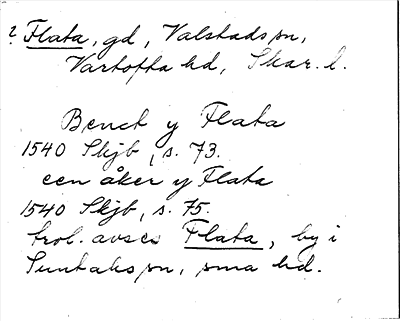 ? Flata, gd, Valstads sn,
Vartofta hd, Skar. l.
Benct y Flata
1540 Skjb, s. 73.
een åker y Flata
1540 Skjb, s. 75.
trol. avses Flata, by i
Suntaks sn, sma hd.